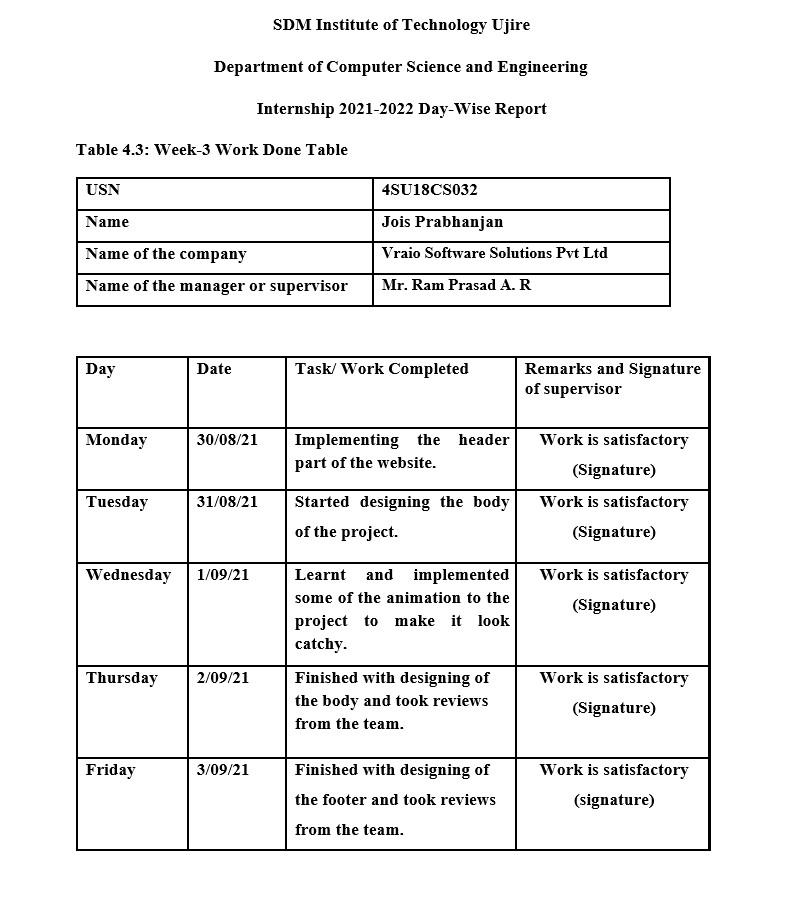 SDM Institute of Technology Ujire
Department of Computer Science and Engineering
Internship 2021-2022 Day-Wise Report
Table 4.3: Week-3 Work Done Table
USN 4SU18CS032
Name Jois Prabhanjan
Name of the company Vraio Software Solutions Pvt Ltd
Name of the manager or supervisor Mr. Ram Prasad A. R
Day Date Task/ Work Completed Remarks and Signature
of supervisor
Monday 30/08/21 Implementing the header Work is satisfactory
part of the website. (Signature)
Tuesday 31/08/21 Started designing the body Work is satisfactory
of the project. (Signature)
Wednesday 1/09/21 Learnt and implemented Work is satisfactory
some of the animation to the (Signature)
project to make it look
catchy.
Thursday 2/09/21 Finished with designing of Work is satisfactory
the body and took reviews (Signature)
from the team.
Friday 3/09/21 Finished with designing of Work is satisfactory
the footer and took reviews (signature)
from the team.